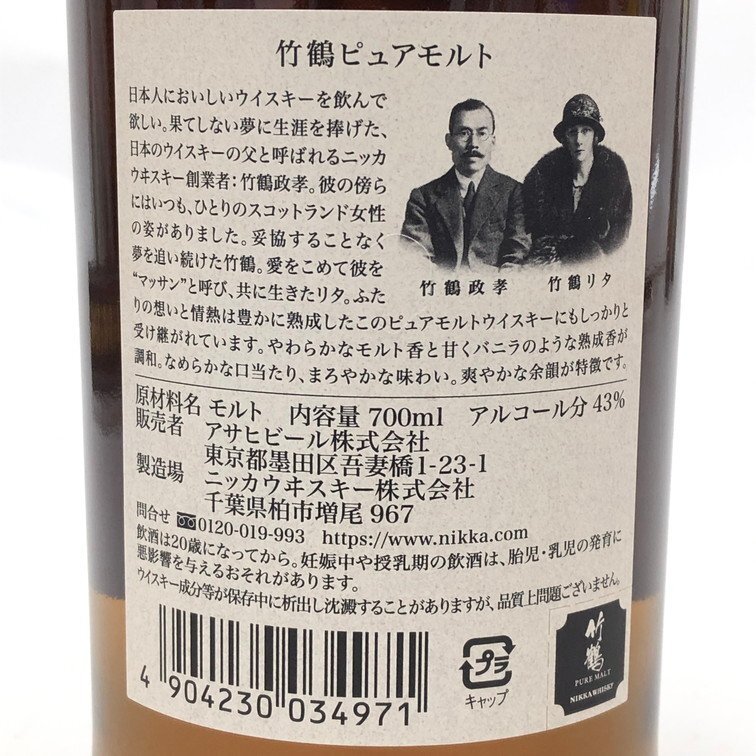 竹鶴ピュアモルト
日本人においしいウイスキーを飲んで
欲しい。果てしない夢に生涯を捧げた、
日本のウイスキーの父と呼ばれるニッカ
ウヰスキー創業者：竹鶴政孝。彼の傍ら
にはいつも、ひとりのスコットランド女性
の姿がありました。妥協することなく
夢を追い続けた竹鶴。愛をこめて彼を
“マッサン”と呼び、共に生きたリタ。ふた
りの想いと情熱は豊かに熟成したこのピュアモルトウイスキーにもしっかりと
受け継がれています。やわらかなモルト香と甘くバニラのような熟成香が
調和。なめらかな口当たり、まろやかな味わい。爽やかな余韻が特徴です。
竹鶴政孝
竹鶴リタ
原材料名 モルト 内容量 700ml アルコール分 43%
販売者 アサヒビール株式会社
東京都墨田区吾妻橋1-23-1
製造場 ニッカウヰスキー株式会社
千葉県柏市増尾 967
問合せ 0120-019-993 https://www.nikka.com
飲酒は20歳になってから。妊娠中や授乳期の飲酒は、胎児・乳児の発育に
悪影響を与えるおそれがあります。
ウイスキー成分等が保存中に析出し沈澱することがありますが、品質上問題ございません。
4 904230 034971
プラ
キャップ
竹鶴
PURE MALT
NIKKA WHISKY